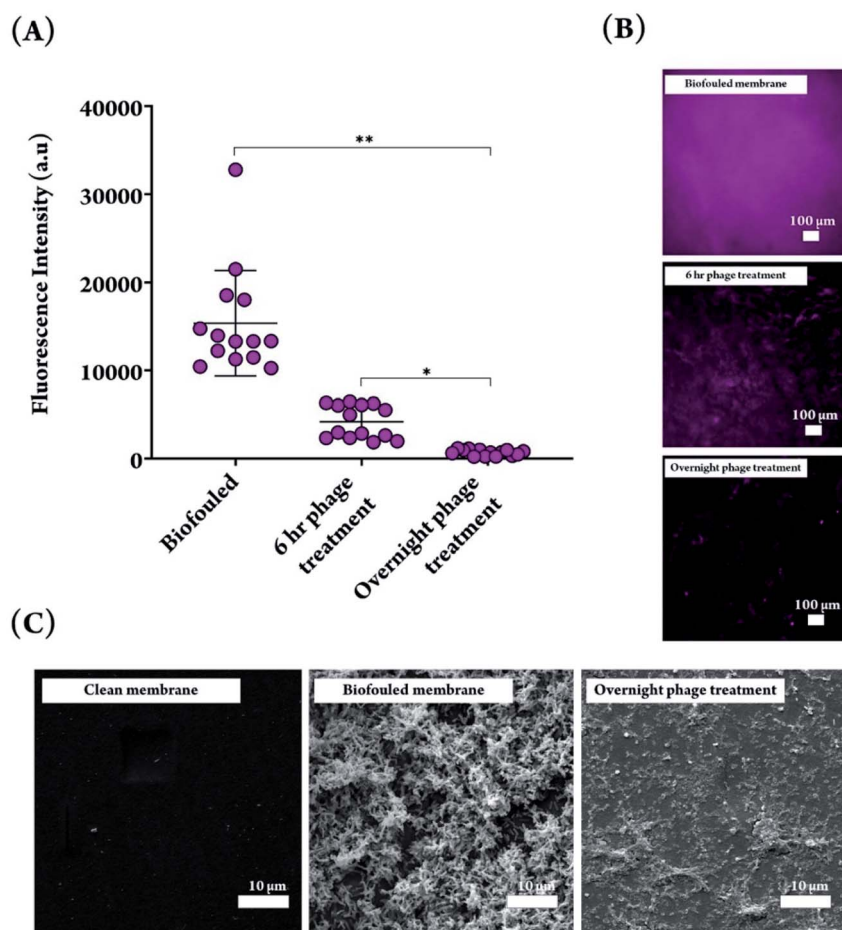 (A)
(B)
40000
30000
20000
10000
0
Fluorescence Intensity (a.u)
**
*
Biofouled
6 hr phage
treatment
Overnight phage
treatment
Biofouled membrane
100 µm
6 hr phage treatment
100 µm
Overnight phage treatment
100 µm
(C)
Clean membrane
10 µm
Biofouled membrane
10 µm
Overnight phage treatment
10 µm